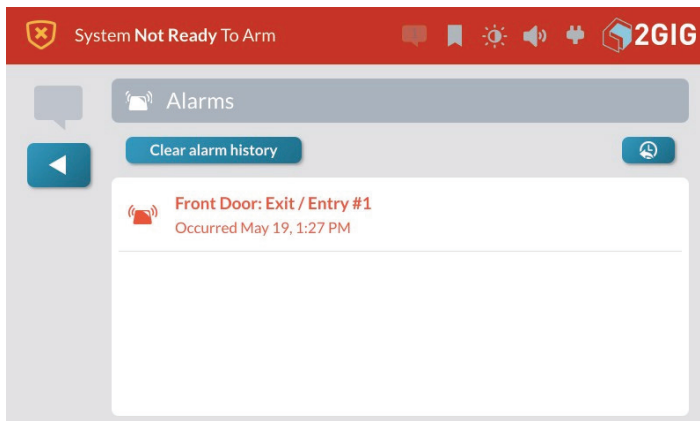 System Not Ready To Arm
2GIG
Alarms
Clear alarm history
Front Door: Exit / Entry #1
Occurred May 19, 1:27 PM